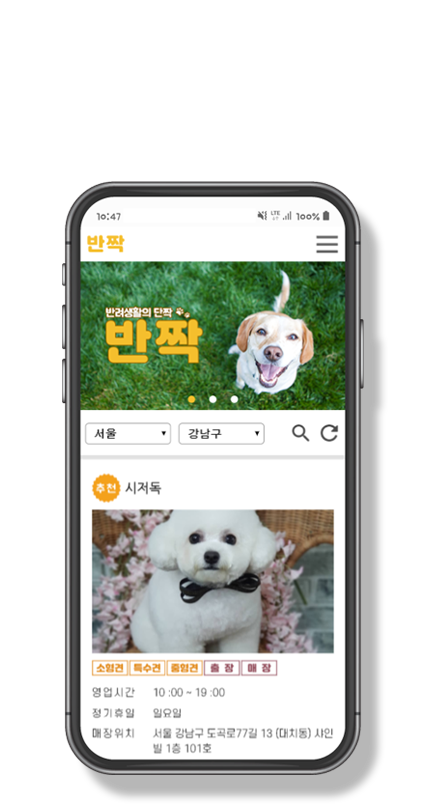 10:47 LTE 100%
반짝
반려생활의 단짝
반짝
서울 강남구
추천 시저독
소형견 특수견 중형견 출 장 매 장
영업시간 10 :00 ~ 19 :00
정기휴일 일요일
매장위치 서울 강남구 도곡로77길 13 (대치동) 샤인
빌 1층 101호